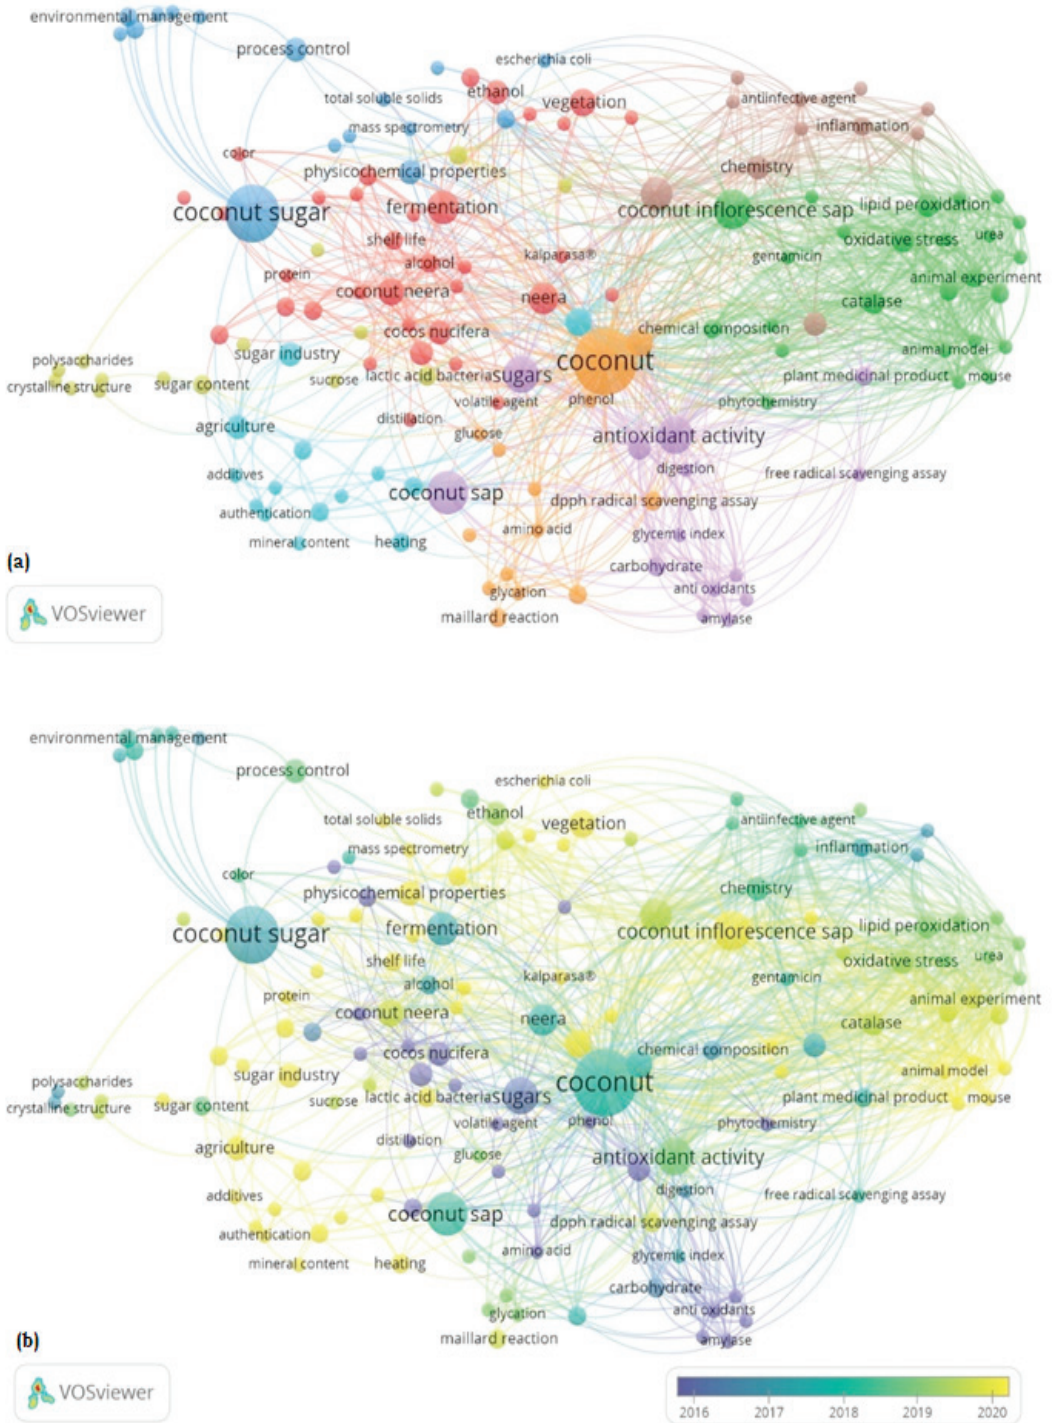 environmental management
process control
escherichia coli
ethanol
total soluble solids
vegetation
antiinfective agent
mass spectrometry
inflammation
color
physicochemical properties
chemistry
coconut sugar
fermentation
coconut inflorescence sap
lipid peroxidation
shelf life
oxidative stress
urea
alcohol
kalparasa®
gentamicin
protein
animal experiment
coconut neera
neera
catalase
cocos nucifera
chemical composition
sugar industry
animal model
polysaccharides
coconut
crystalline structure
sugar content
sucrose
lactic acid bacteria
sugars
plant medicinal product
mouse
volatile agent
phenol
phytochemistry
distillation
agriculture
glucose
antioxidant activity
additives
digestion
free radical scavenging assay
coconut sap
dpph radical scavenging assay
authentication
amino acid
glycemic index
mineral content
heating
(a)
carbohydrate
glycation
anti oxidants
VOSviewer
maillard reaction
amylase
environmental management
process control
escherichia coli
ethanol
total soluble solids
vegetation
antiinfective agent
mass spectrometry
inflammation
color
physicochemical properties
chemistry
coconut sugar
fermentation
coconut inflorescence sap
lipid peroxidation
shelf life
oxidative stress
urea
alcohol
kalparasa®
gentamicin
protein
animal experiment
coconut neera
neera
catalase
cocos nucifera
chemical composition
sugar industry
animal model
polysaccharides
coconut
crystalline structure
sugar content
sucrose
lactic acid bacteria
sugars
plant medicinal product
mouse
volatile agent
phenol
phytochemistry
distillation
agriculture
glucose
antioxidant activity
additives
digestion
free radical scavenging assay
coconut sap
dpph radical scavenging assay
authentication
amino acid
glycemic index
mineral content
heating
carbohydrate
glycation
anti oxidants
maillard reaction
amylase
(b)
VOSviewer
2016 2017 2018 2019 2020